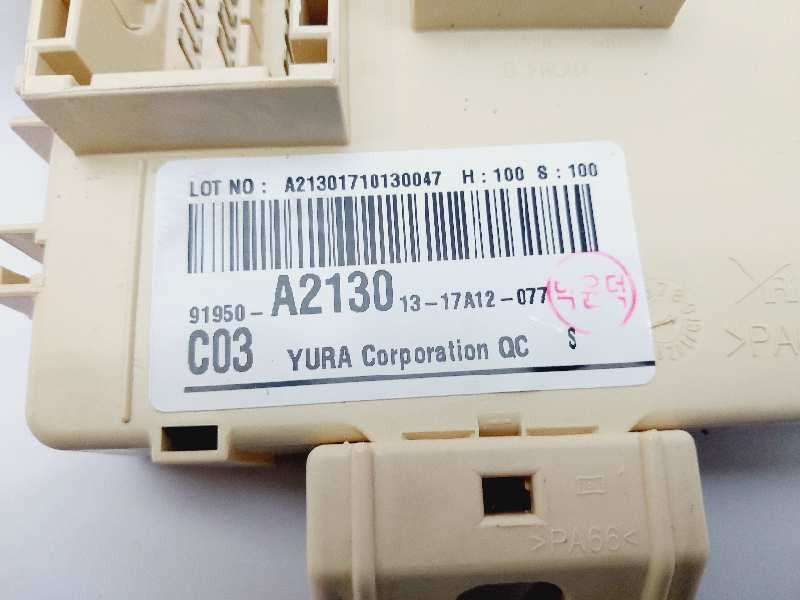 LOT NO : A21301710130047 H : 100 S : 100
91950-A2130 13-17A12-077
C03 YURA Corporation QC S
>PA66<